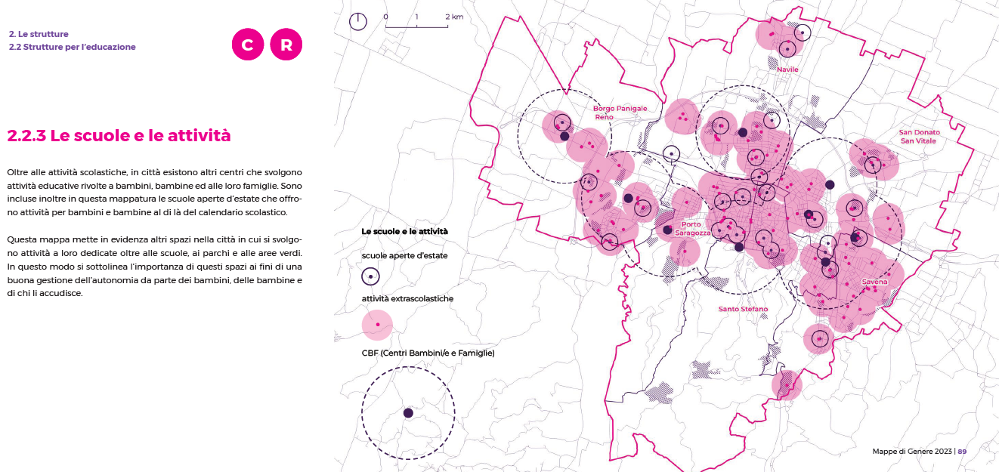 2. Le strutture
2.2 Strutture per l'educazione
C R
2.2.3 Le scuole e le attività
Oltre alle attività scolastiche, in città esistono altri centri che svolgono
attività educative rivolte a bambini, bambine ed alle loro famiglie. Sono
incluse inoltre in questa mappatura le scuole aperte d'estate che offro-
no attività per bambini e bambine al di là del calendario scolastico.
Questa mappa mette in evidenza altri spazi nella città in cui si svolgo-
no attività a loro dedicate oltre alle scuole, ai parchi e alle aree verdi.
In questo modo si sottolinea l'importanza di questi spazi ai fini di una
buona gestione dell'autonomia da parte dei bambini, delle bambine e
di chi li accudisce.
Le scuole e le attività
scuole aperte d'estate
attività extrascolastiche
CBF (Centri Bambini/e e Famiglie)
0 1 2 km
Navile
Borgo Panigale
Reno
San Donato
San Vitale
Porto
Saragozza
Savena
Santo Stefano
Mappe di Genere 2023 | 89